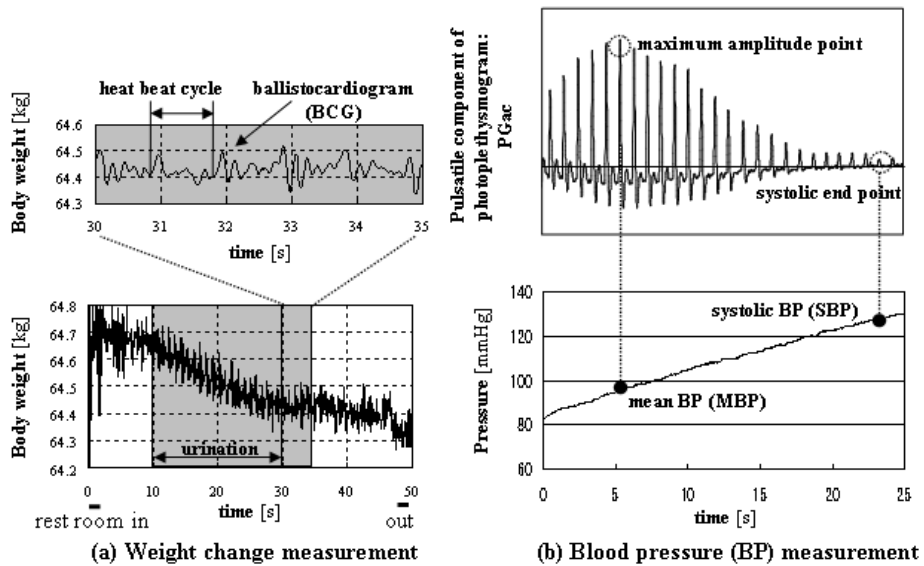 heat beat cycle
ballistocardiogram
(BCG)
Body weight [kg]
64.6
64.5
64.4
64.3
30 31 32 33 34 35
time [s]
Body weight [kg]
64.8
64.7
64.6
64.5
64.4
64.3
64.2
urination
0 10 20 30 40 50
time [s]
rest room in
out
(a) Weight change measurement
(b)
Pulsatile component of
photoplethysmogram:
PGac
maximum amplitude point
systolic end point
Pressure [mmHg]
140
120
100
80
60
systolic BP (SBP)
mean BP (MBP)
0 5 10 15 20 25
time [s]
(b) Blood pressure (BP) measurement